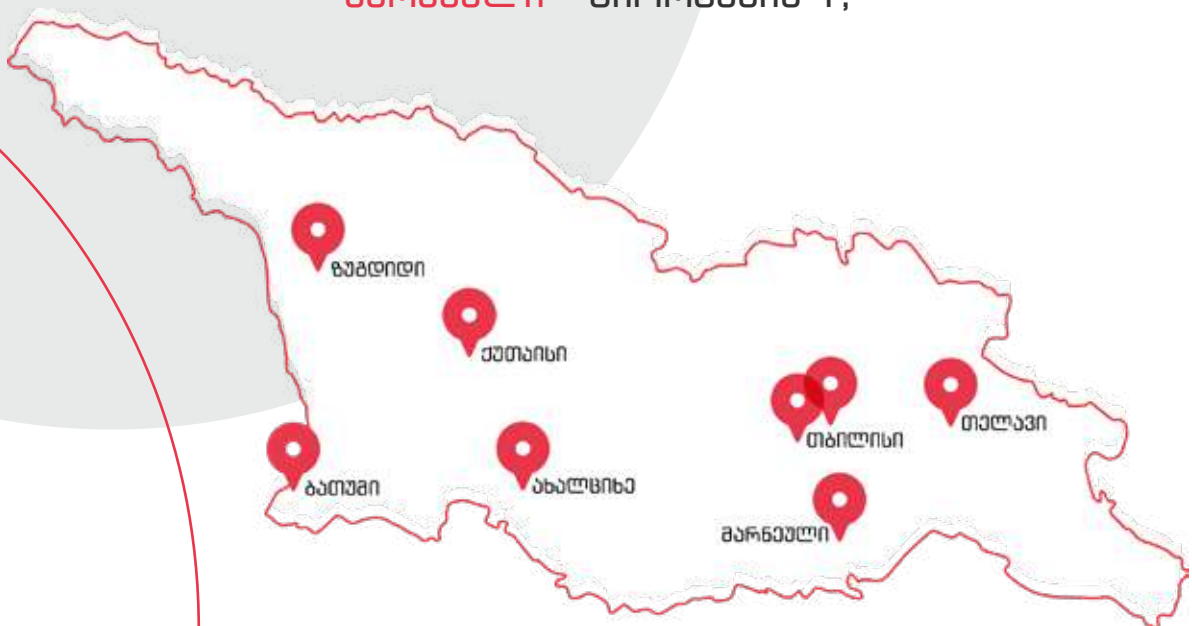 ზუგდიდი
ქუთაისი
თელავი
თბილისი
ახალციხე
ბათუმი
მარნეული